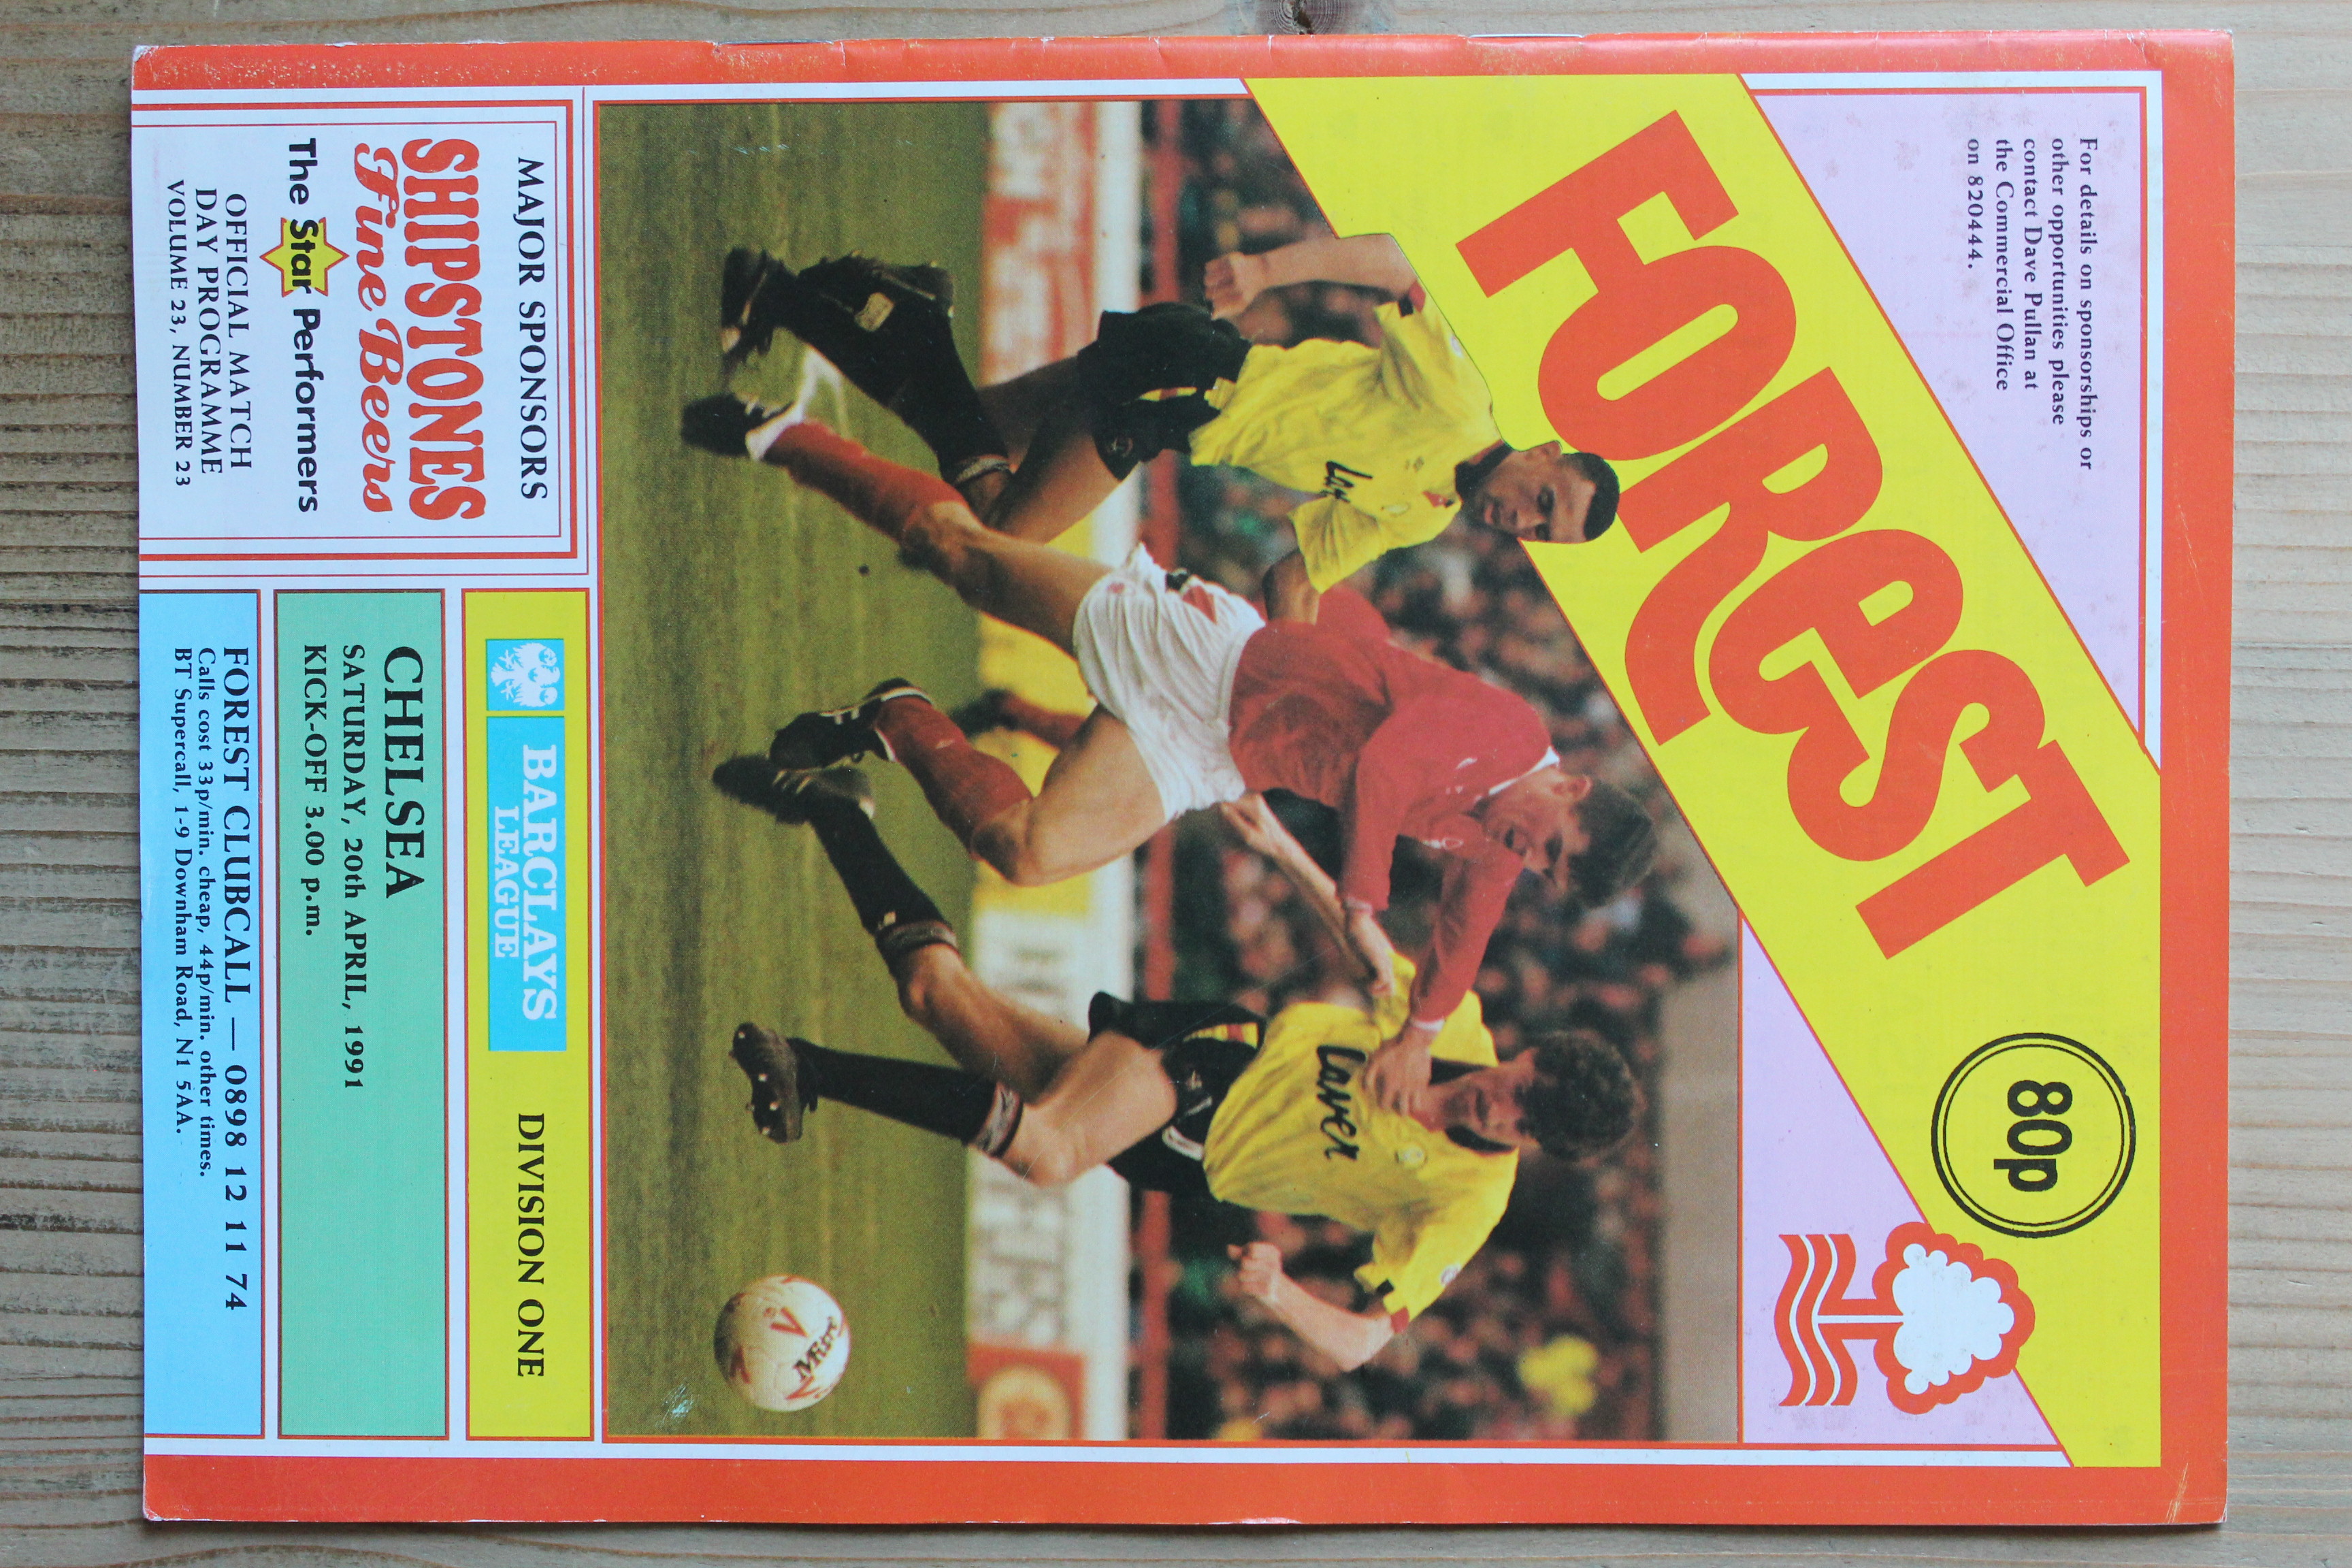 For details on sponsorships or
other opportunities please
contact Dave Pullan at
the Commercial Office
on 820444.
FOREST
80p
Laver
Mitre
MAJOR SPONSORS
SHIPSTONES
Fine Beers
The Star Performers
OFFICIAL MATCH
DAY PROGRAMME
VOLUME 23, NUMBER 23
BARCLAYS
LEAGUE
DIVISION ONE
CHELSEA
SATURDAY, 20th APRIL, 1991
KICK-OFF 3.00 p.m.
FOREST CLUBCALL — 0898 12 11 74
Calls cost 33p/min. cheap, 44p/min. other times.
BT Supercall, 1-9 Downham Road, N1 5AA.